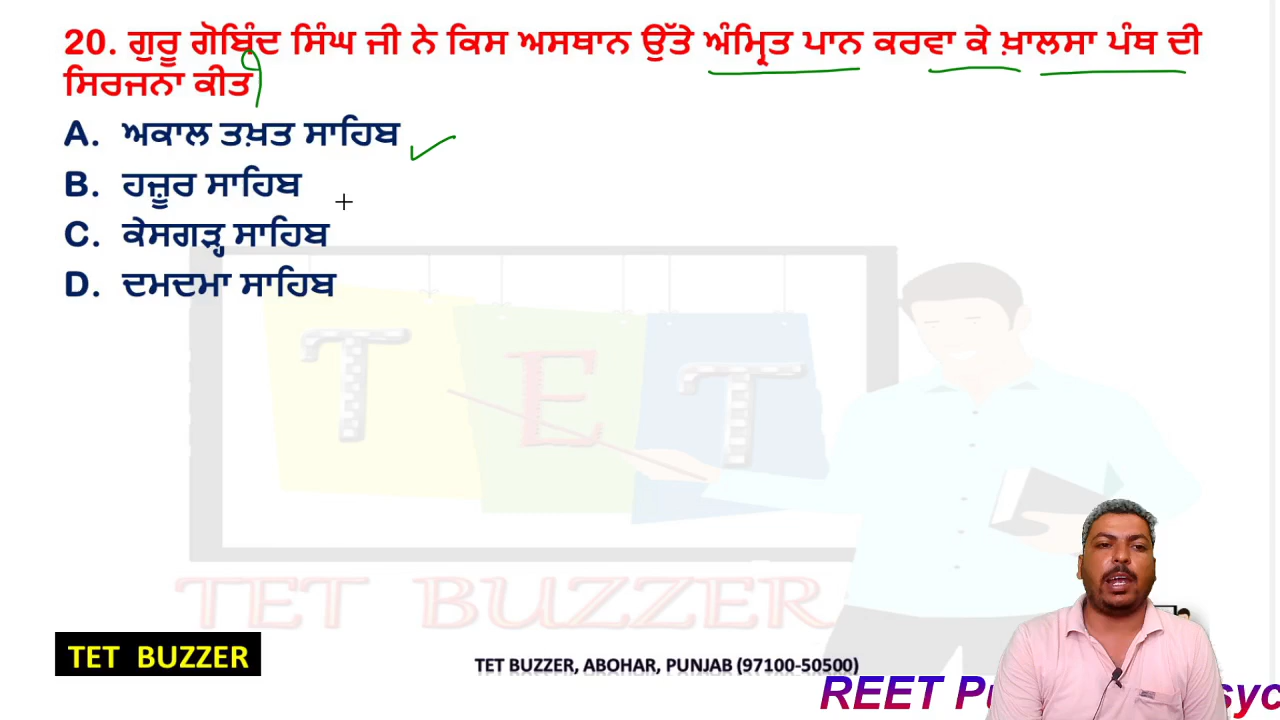 20. ਗੁਰੂ ਗੋਬਿੰਦ ਸਿੰਘ ਜੀ ਨੇ ਕਿਸ ਅਸਥਾਨ ਉੱਤੇ ਅੰਮ੍ਰਿਤ ਪਾਨ ਕਰਵਾ ਕੇ ਖ਼ਾਲਸਾ ਪੰਥ ਦੀ
ਸਿਰਜਨਾ ਕੀਤੀ
A. ਅਕਾਲ ਤਖ਼ਤ ਸਾਹਿਬ
B. ਹਜ਼ੂਰ ਸਾਹਿਬ
C. ਕੇਸਗੜ੍ਹ ਸਾਹਿਬ
D. ਦਮਦਮਾ ਸਾਹਿਬ
TET
TET BUZZER
TET BUZZER
TET BUZZER, ABOHAR, PUNJAB (97100-50500)
REET